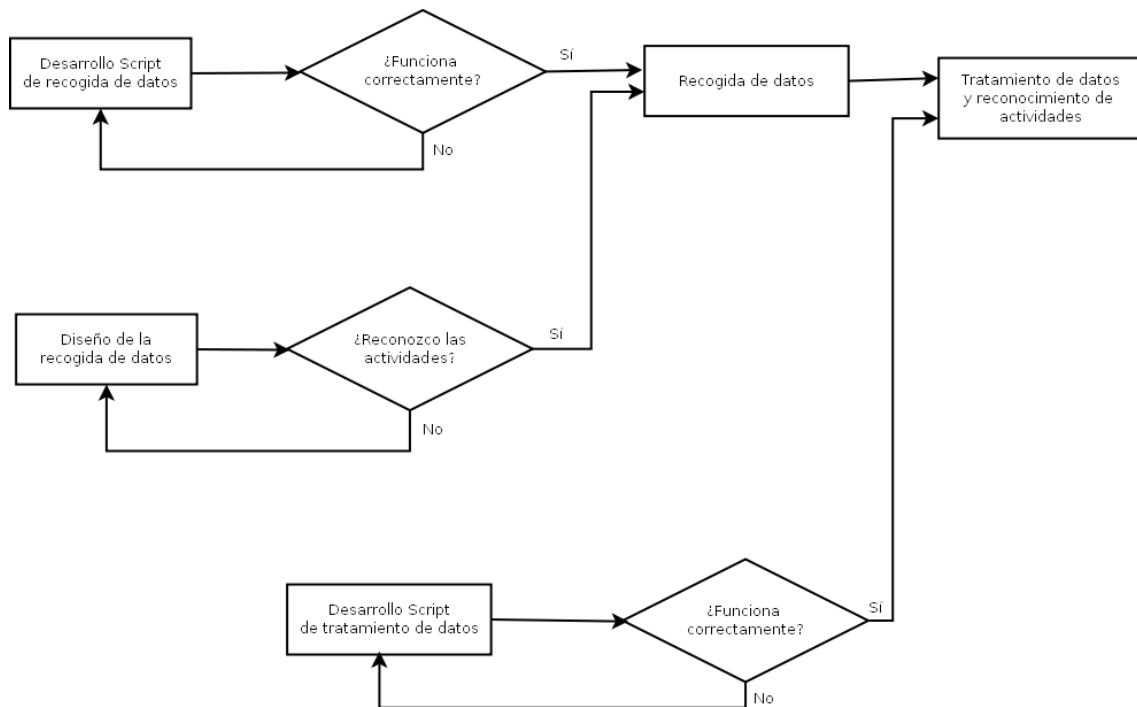 Desarrollo Script
de recogida de datos
¿Funciona
correctamente?
Sí
No
Recogida de datos
Tratamiento de datos
y reconocimiento de
actividades
Diseño de la
recogida de datos
¿Reconozco las
actividades?
Sí
No
Desarrollo Script
de tratamiento de datos
¿Funciona
correctamente?
Sí
No